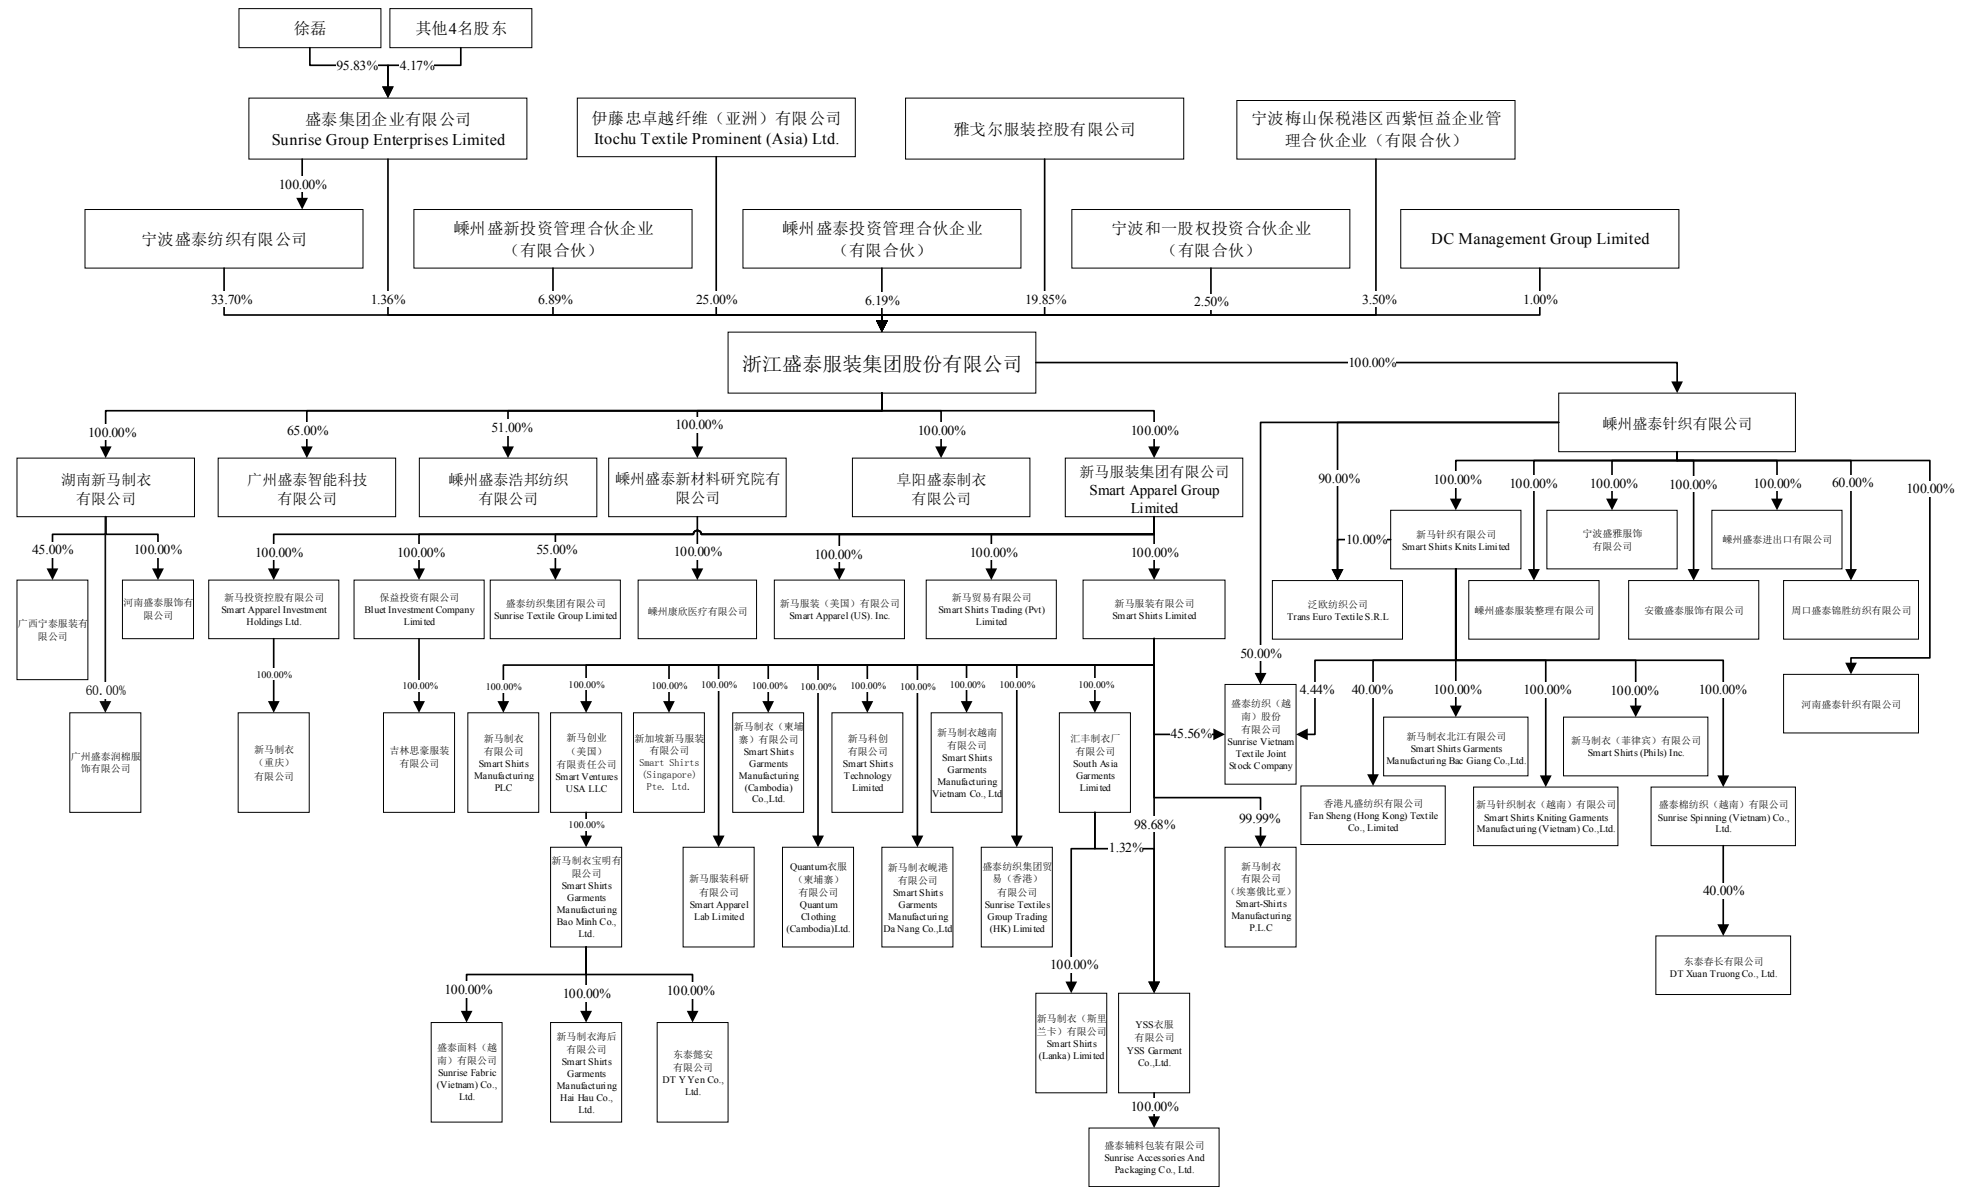 徐磊
其他4名股东
95.83%
4.17%
盛泰集团企业有限公司
Sunrise Group Enterprises Limited
伊藤忠卓越纤维（亚洲）有限公司
Itochu Textile Prominent (Asia) Ltd.
雅戈尔服装控股有限公司
宁波梅山保税港区西紫恒益企业管
理合伙企业（有限合伙）
100.00%
宁波盛泰纺织有限公司
嵊州盛新投资管理合伙企业
（有限合伙）
嵊州盛泰投资管理合伙企业
（有限合伙）
宁波和一股权投资合伙企业
（有限合伙）
DC Management Group Limited
33.70%
1.36%
6.89%
25.00%
6.19%
19.85%
2.50%
3.50%
1.00%
浙江盛泰服装集团股份有限公司
100.00%
嵊州盛泰针织有限公司
100.00%
65.00%
51.00%
100.00%
100.00%
100.00%
湖南新马制衣
有限公司
广州盛泰智能科技
有限公司
嵊州盛泰浩邦纺织
有限公司
嵊州盛泰新材料研究院有
限公司
阜阳盛泰制衣
有限公司
新马服装集团有限公司
Smart Apparel Group
Limited
90.00%
100.00%
100.00%
100.00%
100.00%
100.00%
60.00%
100.00%
新马针织有限公司
Smart Shirts Knits Limited
宁波盛雅服饰
有限公司
嵊州盛泰进出口有限公司
10.00%
45.00%
100.00%
100.00%
100.00%
55.00%
100.00%
100.00%
100.00%
100.00%
广西宁泰服装有
限公司
河南盛泰服饰有
限公司
新马投资控股有限公司
Smart Apparel Investment
Holdings Ltd.
保益投资有限公司
Bluet Investment Company
Limited
盛泰纺织集团有限公司
Sunrise Textile Group Limited
嵊州康欣医疗有限公司
新马服装（美国）有限公司
Smart Apparel (US). Inc.
新马贸易有限公司
Smart Shirts Trading (Pvt)
Limited
新马服装有限公司
Smart Shirts Limited
泛欧纺织公司
Trans Euro Textile S.R.L
嵊州盛泰服装整理有限公司
安徽盛泰服饰有限公司
周口盛泰锦胜纺织有限公司
60.00%
100.00%
100.00%
100.00%
100.00%
100.00%
100.00%
100.00%
100.00%
100.00%
100.00%
100.00%
100.00%
100.00%
50.00%
4.44%
40.00%
100.00%
100.00%
100.00%
100.00%
河南盛泰针织有限公司
广州盛泰润棉服
饰有限公司
新马制衣
（重庆）
有限公司
吉林思豪服装
有限公司
新马制衣
有限公司
Smart Shirts
Manufacturing
PLC
新马创业
（美国）
有限责任公司
Smart Ventures
USA LLC
新加坡新马服装
有限公司
Smart Shirts
(Singapore)
Pte. Ltd.
新马制衣（柬埔
寨）有限公司
Smart Shirts
Garments
Manufacturing
(Cambodia)
Co.,Ltd.
新马科创
有限公司
Smart Shirts
Technology
Limited
新马制衣越南
有限公司
Smart Shirts
Garments
Manufacturing
Vietnam Co., Ltd
汇丰制衣厂
有限公司
South Asia
Garments
Limited
45.56%
盛泰纺织（越
南）股份
有限公司
Sunrise Vietnam
Textile Joint
Stock Company
新马制衣北江有限公司
Smart Shirts Garments
Manufacturing Bac Giang Co.,Ltd.
新马制衣（菲律宾）有限公司
Smart Shirts (Phils) Inc.
香港凡盛纺织有限公司
Fan Sheng (Hong Kong) Textile
Co., Limited
新马针织制衣（越南）有限公司
Smart Shirts Kniting Garments
Manufacturing (Vietnam) Co.,Ltd.
盛泰棉纺织（越南）有限公司
Sunrise Spinning (Vietnam) Co.,
Ltd.
100.00%
98.68%
1.32%
99.99%
新马制衣宝明有
限公司
Smart Shirts
Garments
Manufacturing
Bao Minh Co.,
Ltd.
新马服装科研
有限公司
Smart Apparel
Lab Limited
Quantum衣服
（柬埔寨）
有限公司
Quantum
Clothing
(Cambodia)Ltd.
新马制衣岘港
有限公司
Smart Shirts
Garments
Manufacturing
Da Nang Co.,Ltd
盛泰纺织集团贸
易（香港）
有限公司
Sunrise Textiles
Group Trading
(HK) Limited
新马制衣
有限公司
（埃塞俄比亚）
Smart-Shirts
Manufacturing
P.L.C
40.00%
东泰春长有限公司
DT Xuan Truong Co., Ltd.
100.00%
100.00%
100.00%
100.00%
盛泰面料（越
南）有限公司
Sunrise Fabric
(Vietnam) Co.,
Ltd.
新马制衣海后
有限公司
Smart Shirts
Garments
Manufacturing
Hai Hau Co.,
Ltd.
东泰懿安
有限公司
DT Y Yen Co.,
Ltd.
新马制衣（斯里
兰卡）有限公司
Smart Shirts
(Lanka) Limited
YSS衣服
有限公司
YSS Garment
Co.,Ltd.
100.00%
盛泰辅料包装有限公司
Sunrise Accessories And
Packaging Co., Ltd.